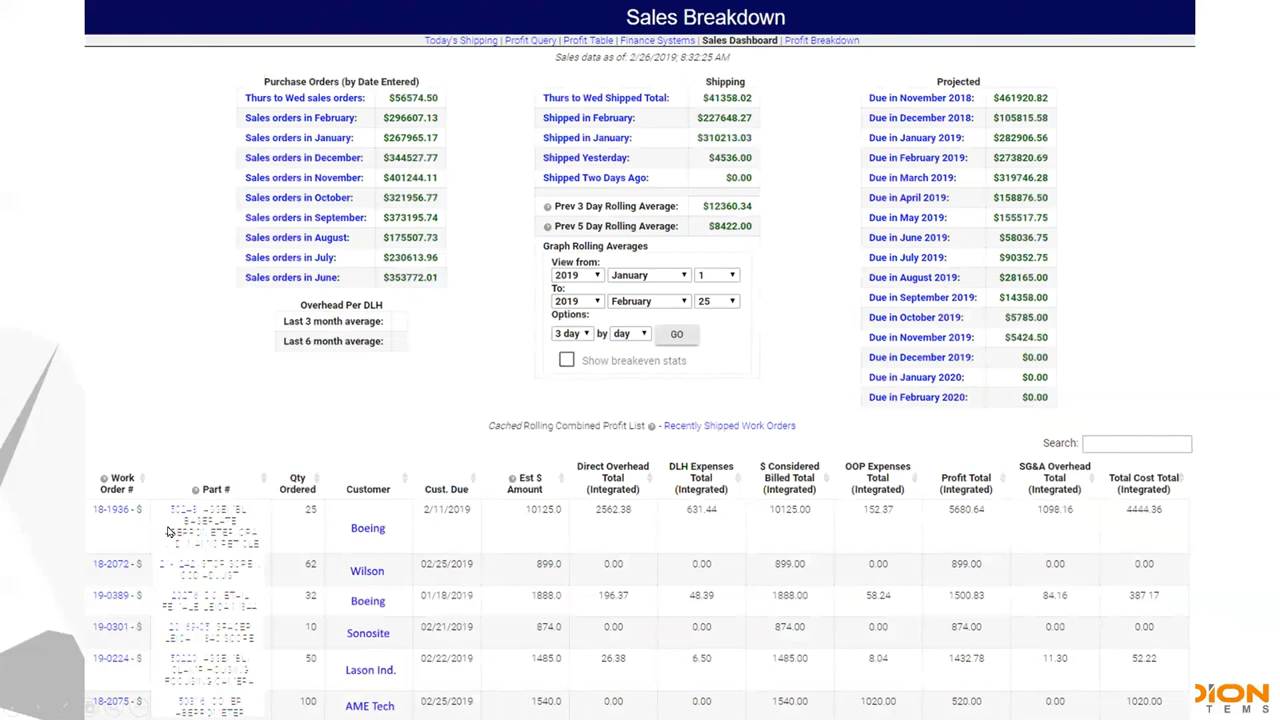 Sales Breakdown
Today's Shipping | Profit Query | Profit Table | Finance Systems | Sales Dashboard | Profit Breakdown
Sales data as of: 2/26/2019, 8:32:25 AM
Purchase Orders (by Date Entered)
Thurs to Wed sales orders: $56574.50
Sales orders in February: $296607.13
Sales orders in January: $267965.17
Sales orders in December: $344527.77
Sales orders in November: $401244.11
Sales orders in October: $321956.77
Sales orders in September: $373195.74
Sales orders in August: $175507.73
Sales orders in July: $230613.96
Sales orders in June: $353772.01
Overhead Per DLH
Last 3 month average:
Last 6 month average:
Shipping
Thurs to Wed Shipped Total: $41358.02
Shipped in February: $227648.27
Shipped in January: $310213.03
Shipped Yesterday: $4536.00
Shipped Two Days Ago: $0.00
Prev 3 Day Rolling Average: $12360.34
Prev 5 Day Rolling Average: $8422.00
Graph Rolling Averages
View from:
2019 January 1
To:
2019 February 25
Options:
3 day by day GO
Show breakeven stats
Projected
Due in November 2018: $461920.82
Due in December 2018: $105815.58
Due in January 2019: $282906.56
Due in February 2019: $273820.69
Due in March 2019: $319746.28
Due in April 2019: $158876.50
Due in May 2019: $155517.75
Due in June 2019: $58036.75
Due in July 2019: $90352.75
Due in August 2019: $28165.00
Due in September 2019: $14358.00
Due in October 2019: $5785.00
Due in November 2019: $5424.50
Due in December 2019: $0.00
Due in January 2020: $0.00
Due in February 2020: $0.00
Cached Rolling Combined Profit List - Recently Shipped Work Orders
Search:
Work Order # Part # Qty Ordered Customer Cust. Due Est $ Amount Direct Overhead Total (Integrated) DLH Expenses Total (Integrated) $ Considered Billed Total (Integrated) OOP Expenses Total (Integrated) Profit Total (Integrated) SG&A Overhead Total (Integrated) Total Cost Total (Integrated)
18-1936 - $ 25 Boeing 2/11/2019 10125.0 2562.38 631.44 10125.00 152.37 5680.64 1098.16 4444.36
18-2072 - $ 62 Wilson 02/25/2019 899.0 0.00 0.00 899.00 0.00 899.00 0.00 0.00
19-0389 - $ 32 Boeing 01/18/2019 1888.0 196.37 48.39 1888.00 58.24 1500.83 84.16 387.17
19-0301 - $ 10 Sonosite 02/21/2019 874.0 0.00 0.00 874.00 0.00 874.00 0.00 0.00
19-0224 - $ 50 Lason Ind. 02/22/2019 1485.0 26.38 6.50 1485.00 8.04 1432.78 11.30 52.22
18-2075 - $ 100 AME Tech 02/25/2019 1540.0 0.00 0.00 1540.00 1020.00 520.00 0.00 1020.00
DION
TEMS